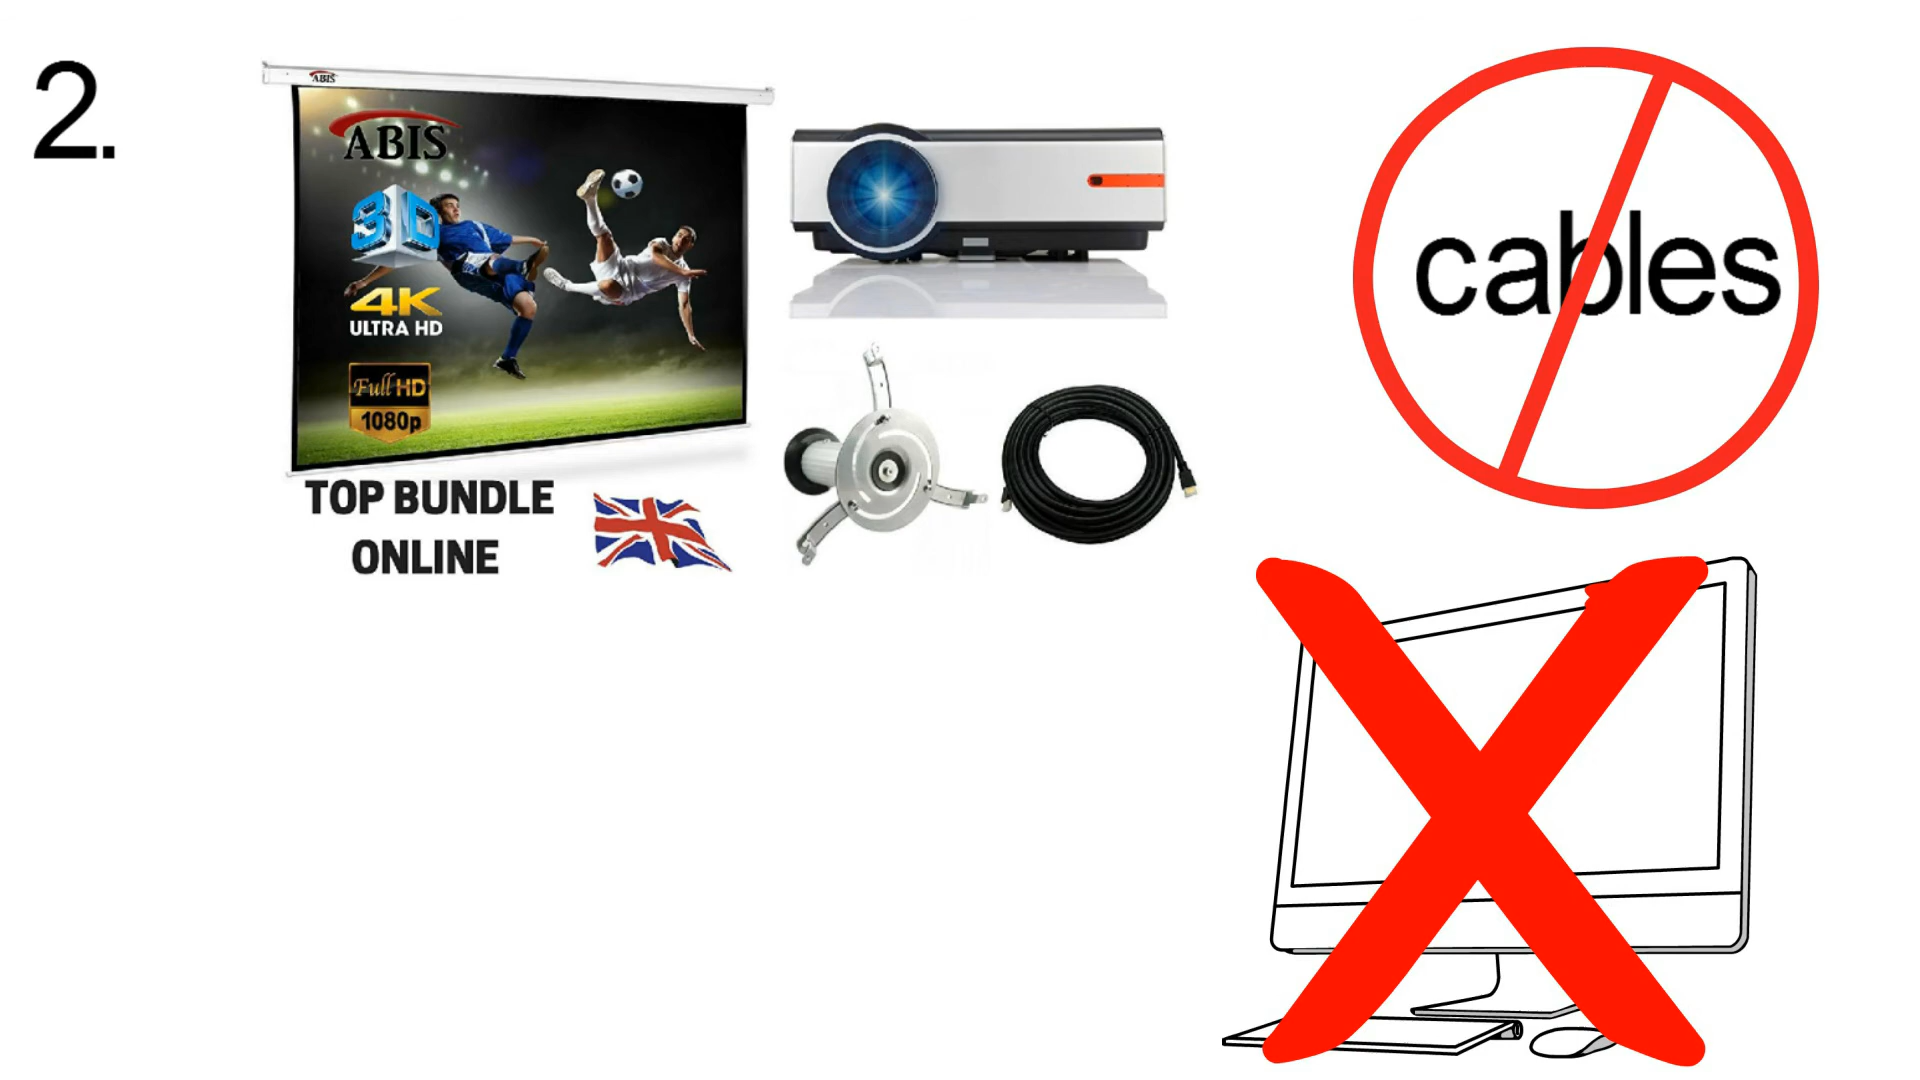 2.
ABIS
ABIS
3D
4K
ULTRA HD
Full HD
1080p
TOP BUNDLE
ONLINE
cables